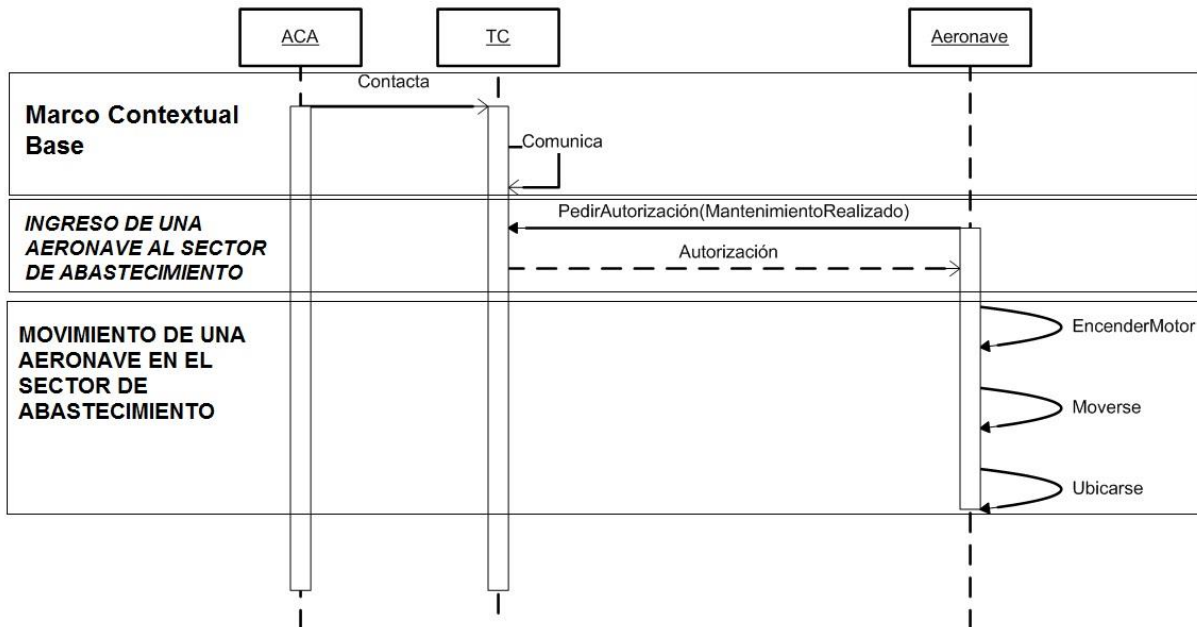 ACA
TC
Aeronave
Contacta
Marco Contextual
Base
Comunica
INGRESO DE UNA
AERONAVE AL SECTOR
DE ABASTECIMIENTO
PedirAutorización(MantenimientoRealizado)
Autorización
MOVIMIENTO DE UNA
AERONAVE EN EL
SECTOR DE
ABASTECIMIENTO
EncenderMotor
Moverse
Ubicarse